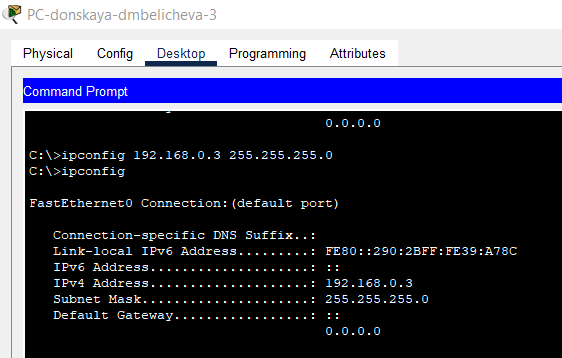 PC-donskaya-dmbelicheva-3
Physical Config Desktop Programming Attributes
Command Prompt
0.0.0.0
C:\>ipconfig 192.168.0.3 255.255.255.0
C:\>ipconfig
FastEthernet0 Connection:(default port)
Connection-specific DNS Suffix..:
Link-local IPv6 Address.........: FE80::290:2BFF:FE39:A78C
IPv6 Address....................: ::
IPv4 Address....................: 192.168.0.3
Subnet Mask.....................: 255.255.255.0
Default Gateway.................: ::
0.0.0.0